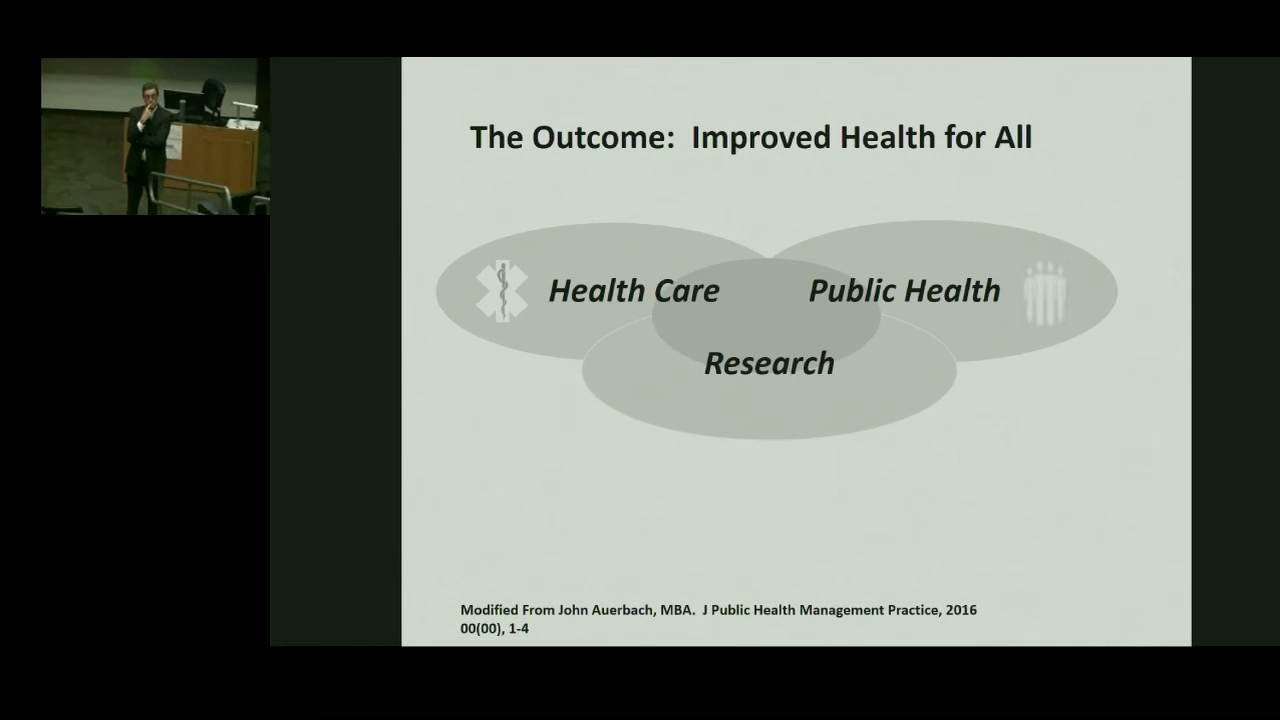 The Outcome:  Improved Health for All
Health Care
Public Health
Research
Modified From John Auerbach, MBA.  J Public Health Management Practice, 2016
00(00), 1-4